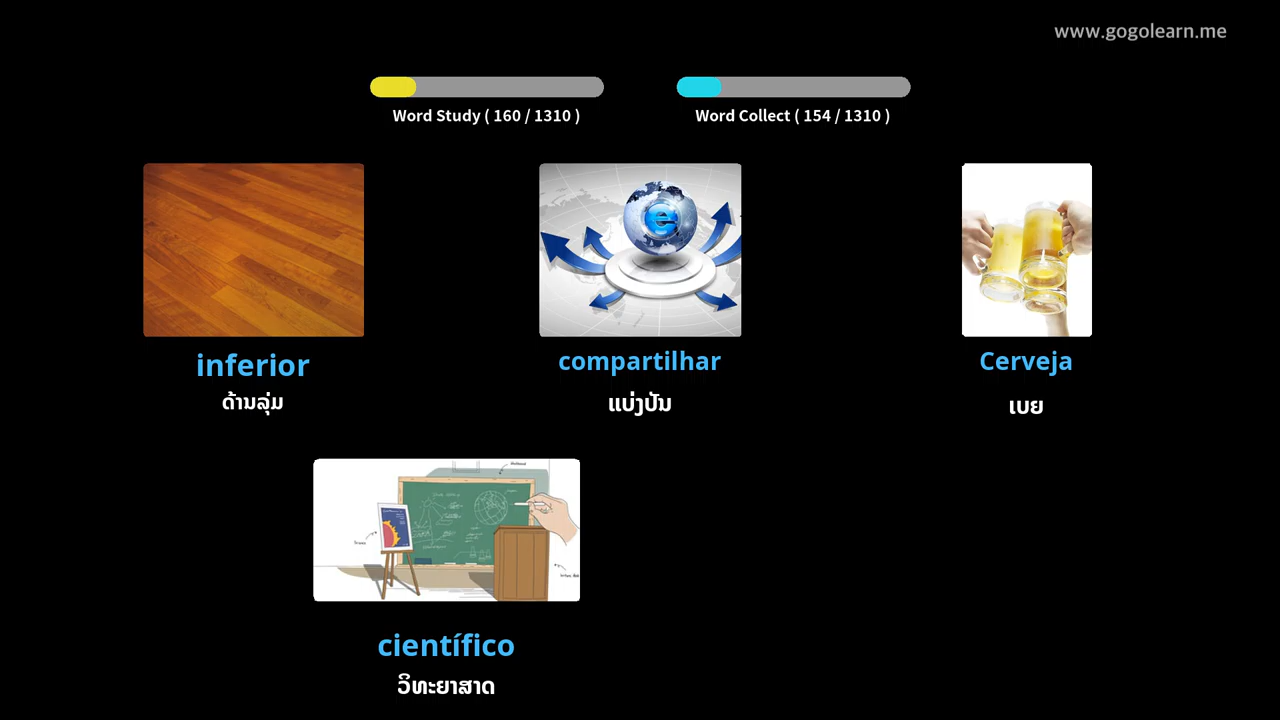 www.gogolearn.me
Word Study ( 160 / 1310 )
Word Collect ( 154 / 1310 )
inferior
ດ້ານລຸ່ມ
compartilhar
ແບ່ງປັນ
Cerveja
ເບຍ
científico
ວິທະຍາສາດ